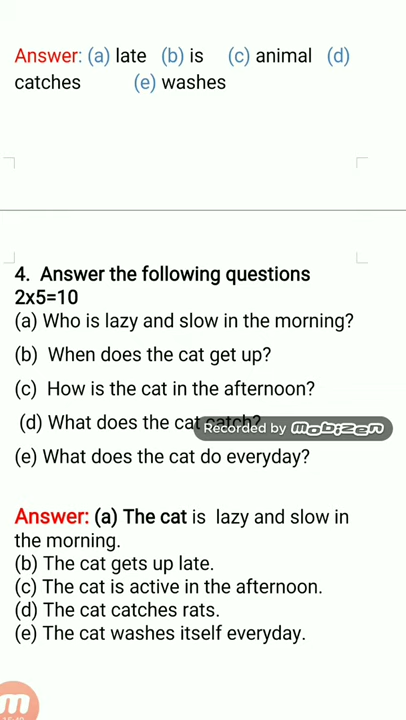 Answer: (a) late (b) is (c) animal (d)
catches (e) washes
4. Answer the following questions
2x5=10
(a) Who is lazy and slow in the morning?
(b) When does the cat get up?
(c) How is the cat in the afternoon?
(d) What does the cat catch?
Recorded by mobizen
(e) What does the cat do everyday?
Answer: (a) The cat is lazy and slow in
the morning.
(b) The cat gets up late.
(c) The cat is active in the afternoon.
(d) The cat catches rats.
(e) The cat washes itself everyday.